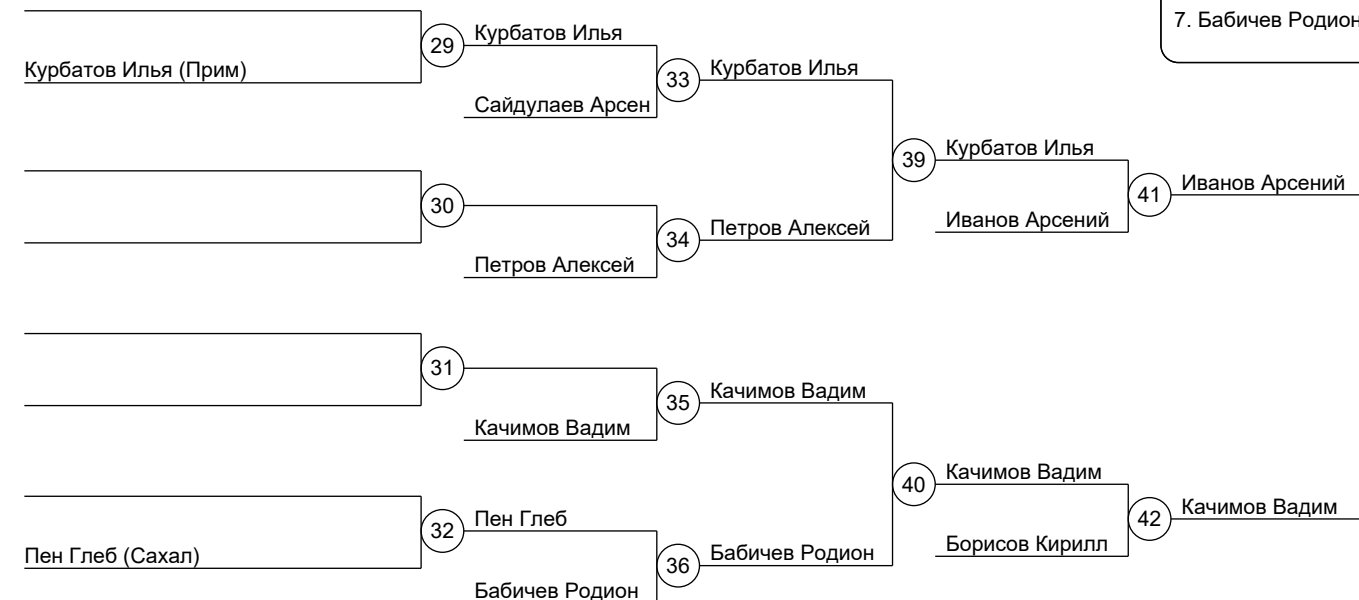 7. Бабичев Родион
29
Курбатов Илья
Курбатов Илья (Прим)
33
Курбатов Илья
Сайдулаев Арсен
39
Курбатов Илья
30
41
Иванов Арсений
34
Петров Алексей
Иванов Арсений
Петров Алексей
31
35
Качимов Вадим
Качимов Вадим
40
Качимов Вадим
32
Пен Глеб
42
Качимов Вадим
Пен Глеб (Сахал)
36
Бабичев Родион
Борисов Кирилл
Бабичев Родион